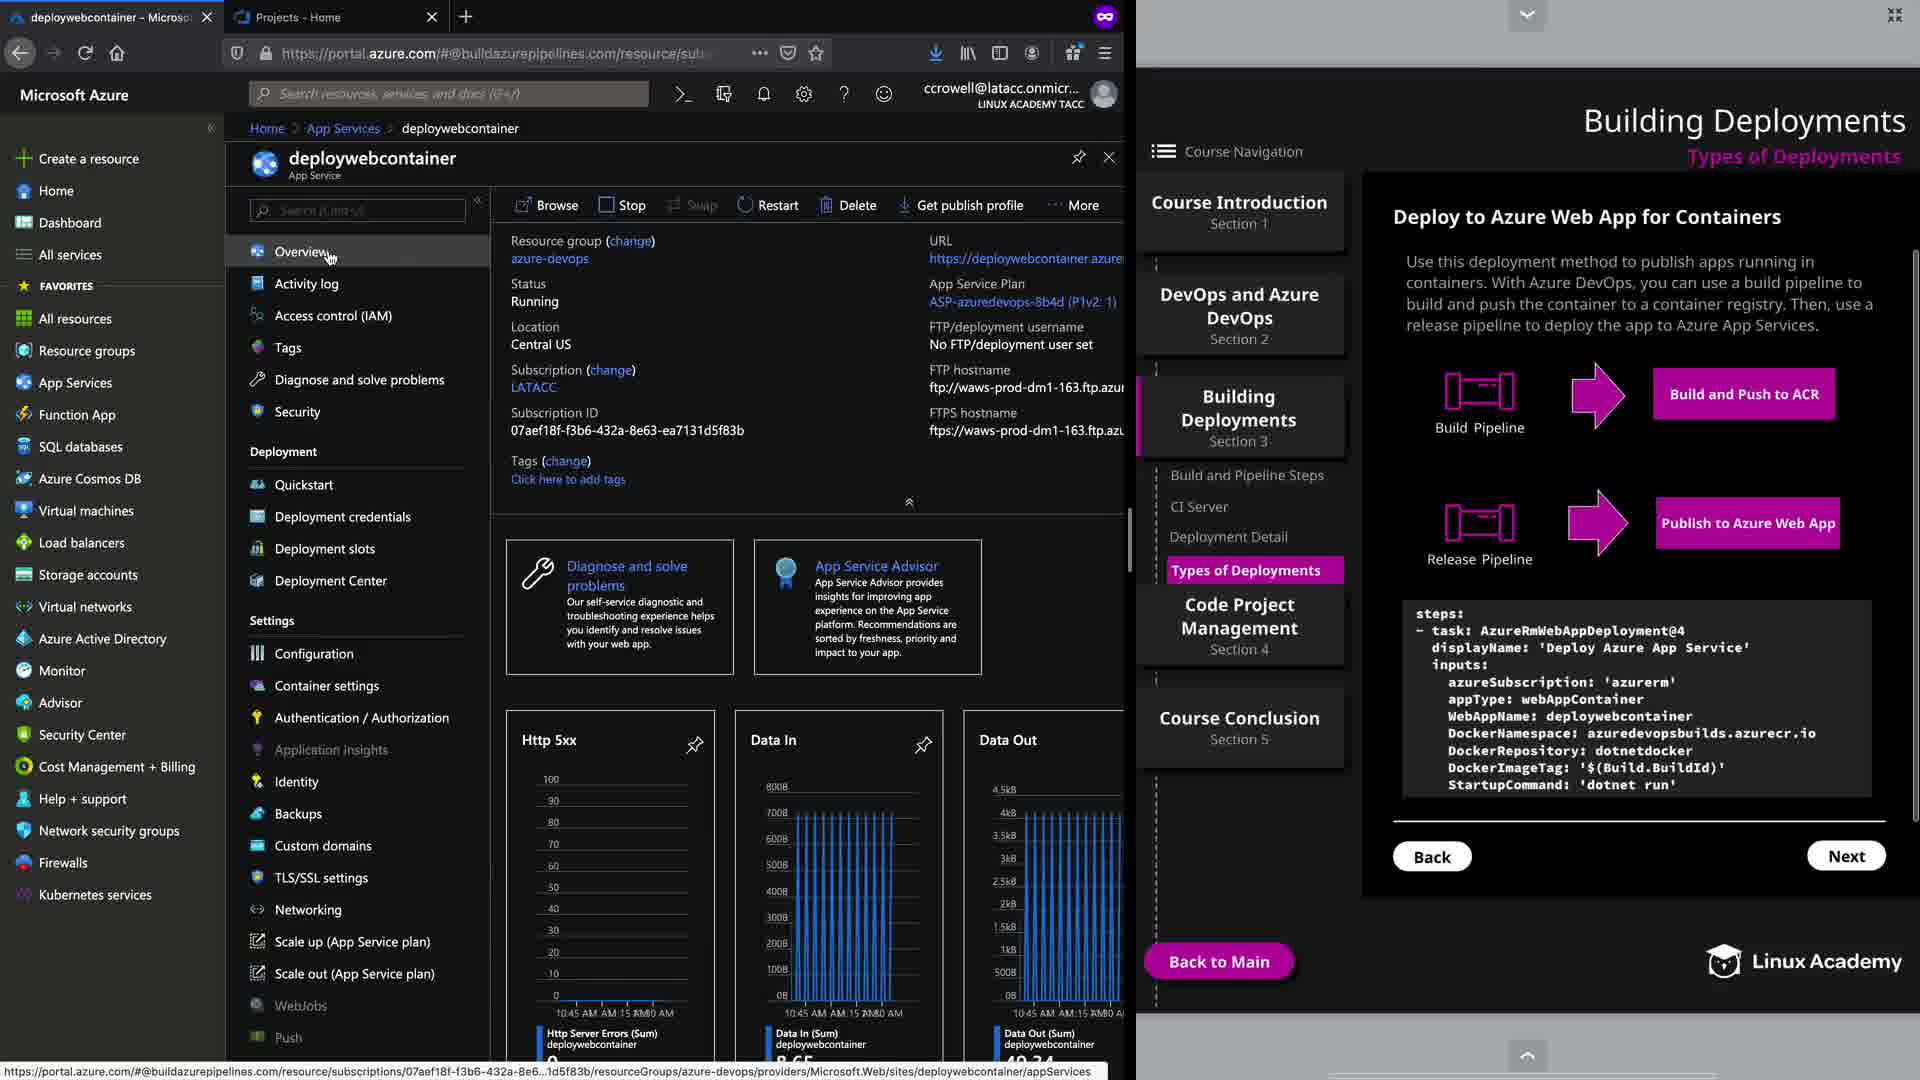 deploywebcontainer - Micros
Projects - Home
https://portal.azure.com/#@buildazurepipelines.com/resource/sub
Microsoft Azure
Search resources, services, and docs (G+/)
ccrowell@latacc.onmicr...
LINUX ACADEMY TACC
Create a resource
Home
Dashboard
All services
FAVORITES
All resources
Resource groups
App Services
Function App
SQL databases
Azure Cosmos DB
Virtual machines
Load balancers
Storage accounts
Virtual networks
Azure Active Directory
Monitor
Advisor
Security Center
Cost Management + Billing
Help + support
Network security groups
Firewalls
Kubernetes services
Home > App Services > deploywebcontainer
deploywebcontainer
App Service
Search (Cmd+/)
Overview
Activity log
Access control (IAM)
Tags
Diagnose and solve problems
Security
Deployment
Quickstart
Deployment credentials
Deployment slots
Deployment Center
Settings
Configuration
Container settings
Authentication / Authorization
Application Insights
Identity
Backups
Custom domains
TLS/SSL settings
Networking
Scale up (App Service plan)
Scale out (App Service plan)
WebJobs
Push
Browse Stop Swap Restart Delete Get publish profile ... More
Resource group (change)
azure-devops
Status
Running
Location
Central US
Subscription (change)
LATACC
Subscription ID
07aef18f-f3b6-432a-8e63-ea7131d5f83b
Tags (change)
Click here to add tags
URL
https://deploywebcontainer.azure
App Service Plan
ASP-azuredevops-8b4d (P1v2: 1)
FTP/deployment username
No FTP/deployment user set
FTP hostname
ftp://waws-prod-dm1-163.ftp.azur
FTPS hostname
ftps://waws-prod-dm1-163.ftp.azu
Diagnose and solve
problems
Our self-service diagnostic and
troubleshooting experience helps
you identify and resolve issues
with your web app.
App Service Advisor
App Service Advisor provides
insights for improving app
experience on the App Service
platform. Recommendations are
sorted by freshness, priority and
impact to your app.
Http 5xx
100
90
80
70
60
50
40
30
20
10
0
10:45 AM
Http Server Errors (Sum)
deploywebcontainer
0
Data In
800B
700B
600B
500B
400B
300B
200B
100B
0B
10:45 AM
Data In (Sum)
deploywebcontainer
8.65
Data Out
4.5kB
4kB
3.5kB
3kB
2.5kB
2kB
1.5kB
1kB
500B
0B
10:45 AM
Data Out (Sum)
deploywebcontainer
49.34
https://portal.azure.com/#@buildazurepipelines.com/resource/subscriptions/07aef18f-f3b6-432a-8e6...1d5f83b/resourceGroups/azure-devops/providers/Microsoft.Web/sites/deploywebcontainer/appServices
Building Deployments
Types of Deployments
Course Navigation
Course Introduction
Section 1
DevOps and Azure
DevOps
Section 2
Building
Deployments
Section 3
Build and Pipeline Steps
CI Server
Deployment Detail
Types of Deployments
Code Project
Management
Section 4
Course Conclusion
Section 5
Back to Main
Deploy to Azure Web App for Containers
Use this deployment method to publish apps running in
containers. With Azure DevOps, you can use a build pipeline to
build and push the container to a container registry. Then, use a
release pipeline to deploy the app to Azure App Services.
Build Pipeline
Build and Push to ACR
Release Pipeline
Publish to Azure Web App
steps:
- task: AzureRmWebAppDeployment@4
displayName: 'Deploy Azure App Service'
inputs:
azureSubscription: 'azurerm'
appType: webAppContainer
WebAppName: deploywebcontainer
DockerNamespace: azuredevopsbuilds.azurecr.io
DockerRepository: dotnetdocker
DockerImageTag: '$(Build.BuildId)'
StartupCommand: 'dotnet run'
Back
Next
Linux Academy